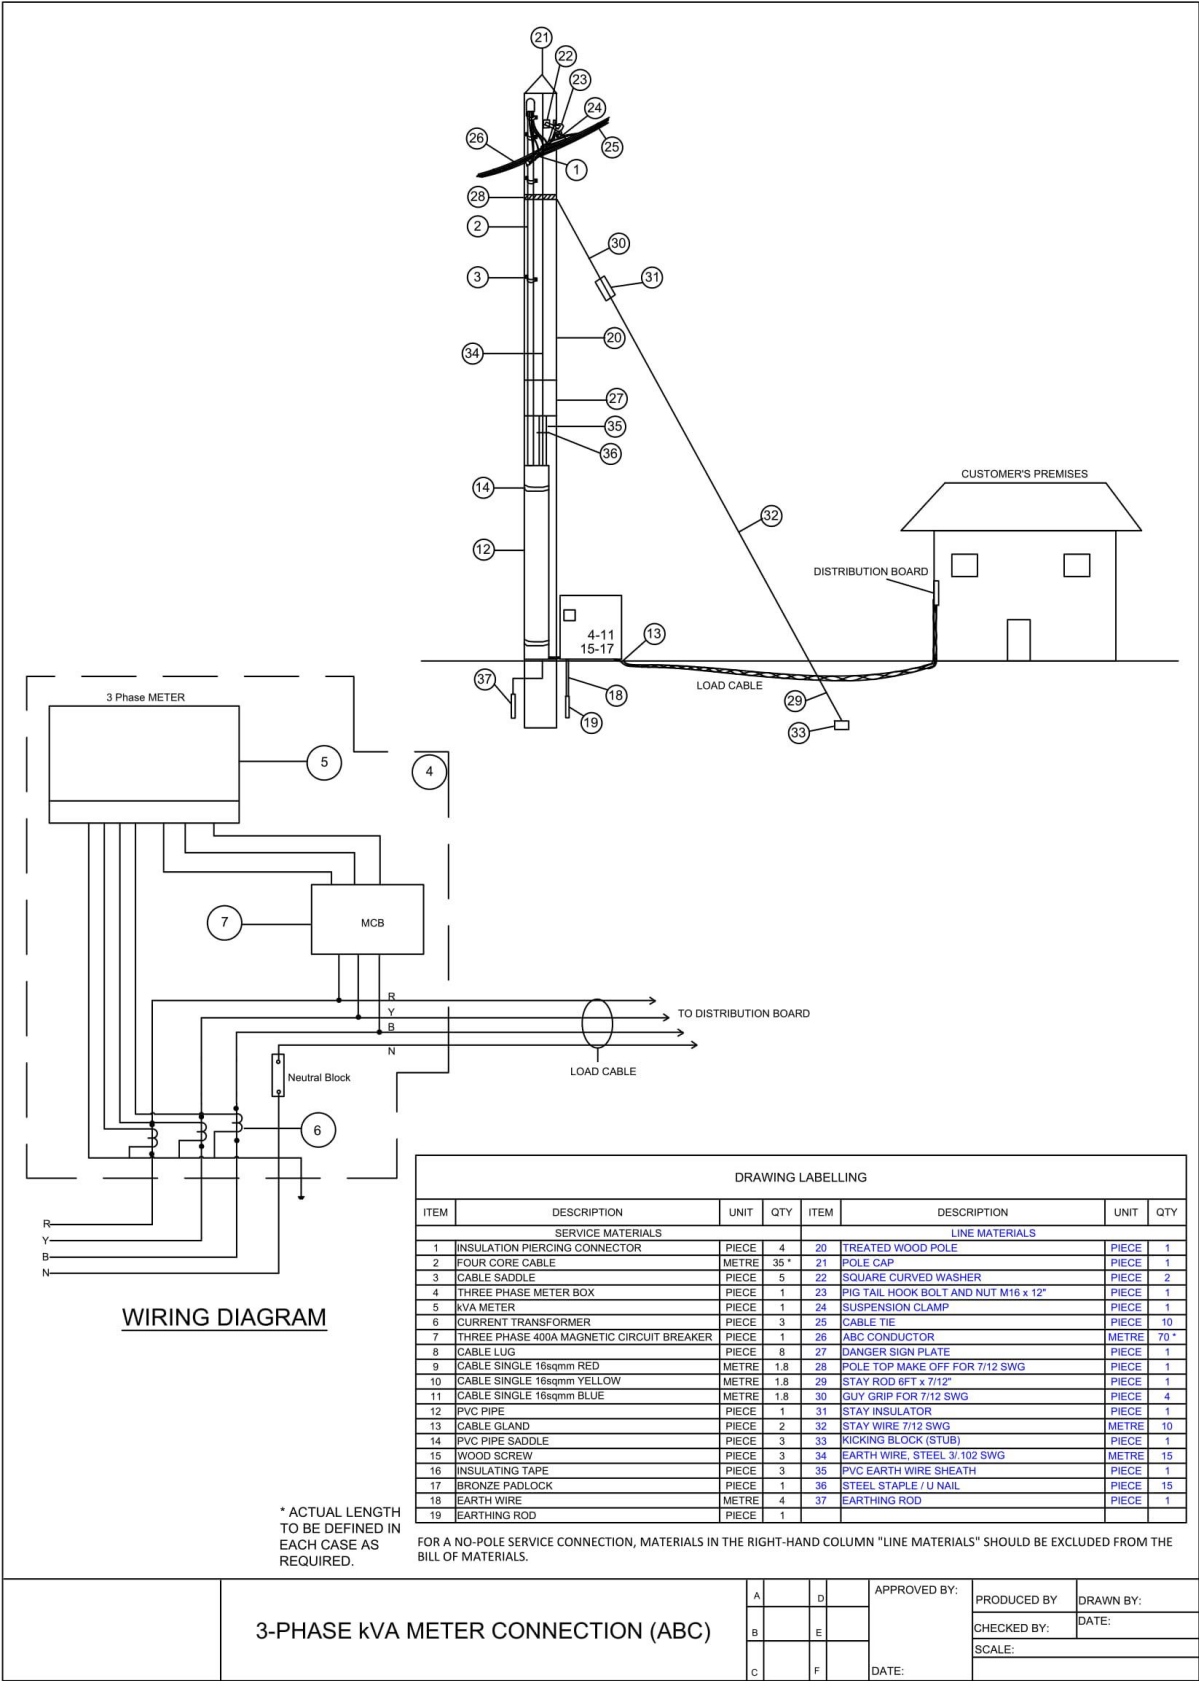 21
22
23
24
25
26
1
28
2
30
3
31
34
20
27
35
36
14
12
32
CUSTOMER'S PREMISES
DISTRIBUTION BOARD
4-11
15-17
13
LOAD CABLE
37
18
19
29
33
3 Phase METER
5
4
7
MCB
R
Y
B
N
TO DISTRIBUTION BOARD
LOAD CABLE
Neutral Block
6
R
Y
B
N
WIRING DIAGRAM
DRAWING LABELLING
ITEM DESCRIPTION UNIT QTY ITEM DESCRIPTION UNIT QTY
SERVICE MATERIALS LINE MATERIALS
1 INSULATION PIERCING CONNECTOR PIECE 4 20 TREATED WOOD POLE PIECE 1
2 FOUR CORE CABLE METRE 35 * 21 POLE CAP PIECE 1
3 CABLE SADDLE PIECE 5 22 SQUARE CURVED WASHER PIECE 2
4 THREE PHASE METER BOX PIECE 1 23 PIG TAIL HOOK BOLT AND NUT M16 x 12" PIECE 1
5 kVA METER PIECE 1 24 SUSPENSION CLAMP PIECE 1
6 CURRENT TRANSFORMER PIECE 3 25 CABLE TIE PIECE 10
7 THREE PHASE 400A MAGNETIC CIRCUIT BREAKER PIECE 1 26 ABC CONDUCTOR METRE 70 *
8 CABLE LUG PIECE 8 27 DANGER SIGN PLATE PIECE 1
9 CABLE SINGLE 16sqmm RED METRE 1.8 28 POLE TOP MAKE OFF FOR 7/12 SWG PIECE 1
10 CABLE SINGLE 16sqmm YELLOW METRE 1.8 29 STAY ROD 6FT x 7/12" PIECE 1
11 CABLE SINGLE 16sqmm BLUE METRE 1.8 30 GUY GRIP FOR 7/12 SWG PIECE 4
12 PVC PIPE PIECE 1 31 STAY INSULATOR PIECE 1
13 CABLE GLAND PIECE 2 32 STAY WIRE 7/12 SWG METRE 10
14 PVC PIPE SADDLE PIECE 3 33 KICKING BLOCK (STUB) PIECE 1
15 WOOD SCREW PIECE 3 34 EARTH WIRE, STEEL 3/.102 SWG METRE 15
16 INSULATING TAPE PIECE 3 35 PVC EARTH WIRE SHEATH PIECE 1
17 BRONZE PADLOCK PIECE 1 36 STEEL STAPLE / U NAIL PIECE 15
18 EARTH WIRE METRE 4 37 EARTHING ROD PIECE 1
19 EARTHING ROD PIECE 1
* ACTUAL LENGTH
TO BE DEFINED IN
EACH CASE AS
REQUIRED.
FOR A NO-POLE SERVICE CONNECTION, MATERIALS IN THE RIGHT-HAND COLUMN "LINE MATERIALS" SHOULD BE EXCLUDED FROM THE
BILL OF MATERIALS.
3-PHASE kVA METER CONNECTION (ABC)
A D
B E
C F
APPROVED BY:
DATE:
PRODUCED BY
DRAWN BY:
CHECKED BY:
DATE:
SCALE: